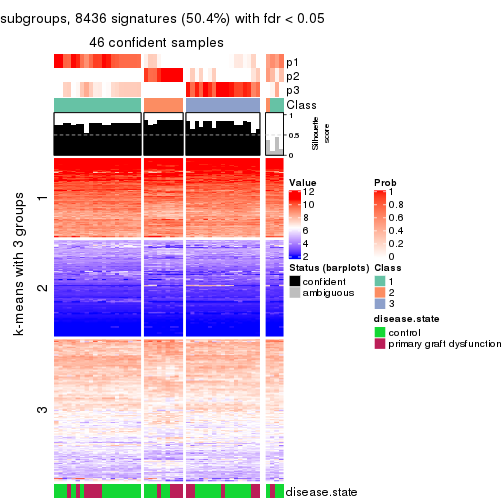 subgroups, 8436 signatures (50.4%) with fdr < 0.05
46 confident samples
p1
p2
p3
Class
1
0.5
0
Silhouette
score
k-means with 3 groups
1
2
3
Value
12
10
8
6
4
2
Prob
1
0.8
0.6
0.4
0.2
0
Status (barplots)
confident
ambiguous
Class
1
2
3
disease.state
control
primary graft dysfunction
disease.state